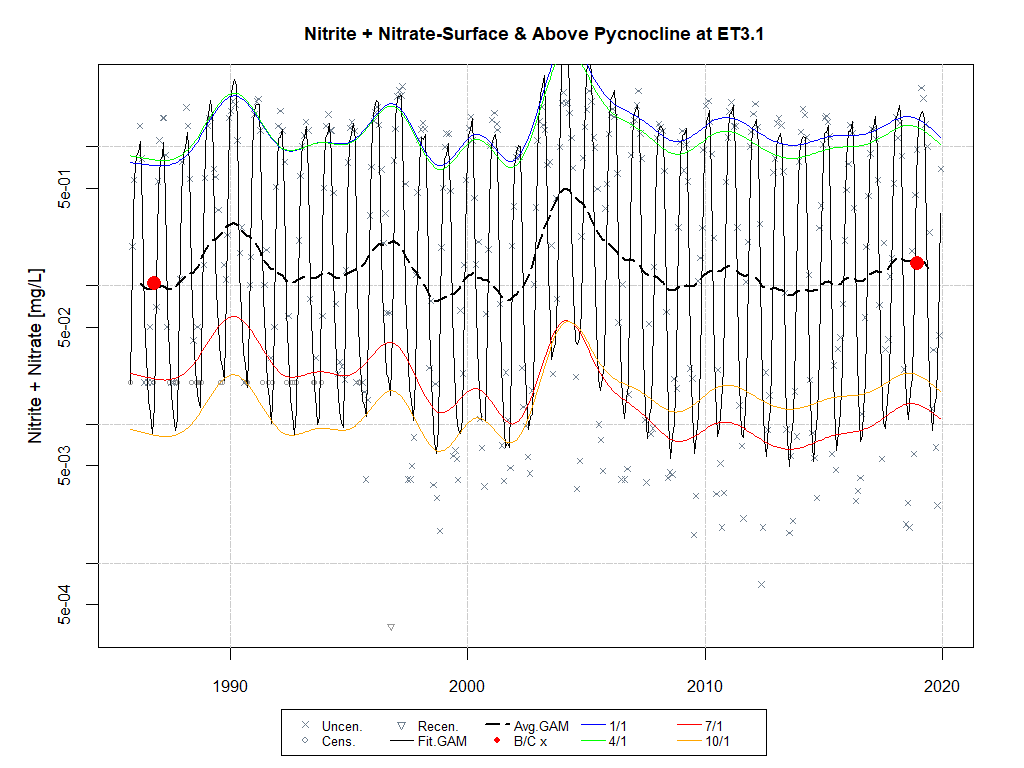 Nitrite + Nitrate-Surface & Above Pycnocline at ET3.1
Nitrite + Nitrate [mg/L]
5e-01
5e-02
5e-03
5e-04
1990 2000 2010 2020
Uncen. Recen. Avg.GAM 1/1 7/1
Cens. Fit.GAM B/C x 4/1 10/1